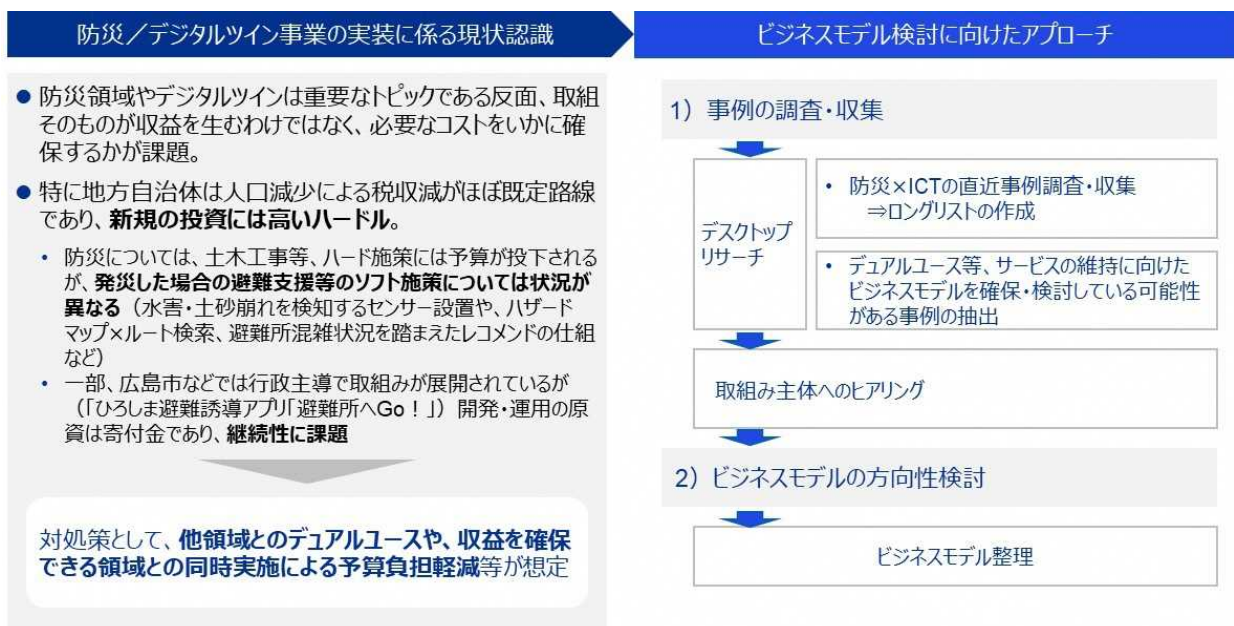 防災／デジタルツイン事業の実装に係る現状認識
● 防災領域やデジタルツインは重要なトピックである反面、取組
そのものが収益を生むわけではなく、必要なコストをいかに確
保するかが課題。
● 特に地方自治体は人口減少による税収減がほぼ既定路線
であり、新規の投資には高いハードル。
• 防災については、土木工事等、ハード施策には予算が投下される
が、発災した場合の避難支援等のソフト施策については状況が
異なる（水害・土砂崩れを検知するセンサー設置や、ハザード
マップ×ルート検索、避難所混雑状況を踏まえたレコメンドの仕組
など）
• 一部、広島市などでは行政主導で取組みが展開されているが
（「ひろしま避難誘導アプリ「避難所へGo！」）開発・運用の原
資は寄付金であり、継続性に課題
対処策として、他領域とのデュアルユースや、収益を確保
できる領域との同時実施による予算負担軽減等が想定
ビジネスモデル検討に向けたアプローチ
1）事例の調査・収集
デスクトップ
リサーチ
• 防災×ICTの直近事例調査・収集
⇒ロングリストの作成
• デュアルユース等、サービスの維持に向けた
ビジネスモデルを確保・検討している可能性
がある事例の抽出
取組み主体へのヒアリング
2）ビジネスモデルの方向性検討
ビジネスモデル整理